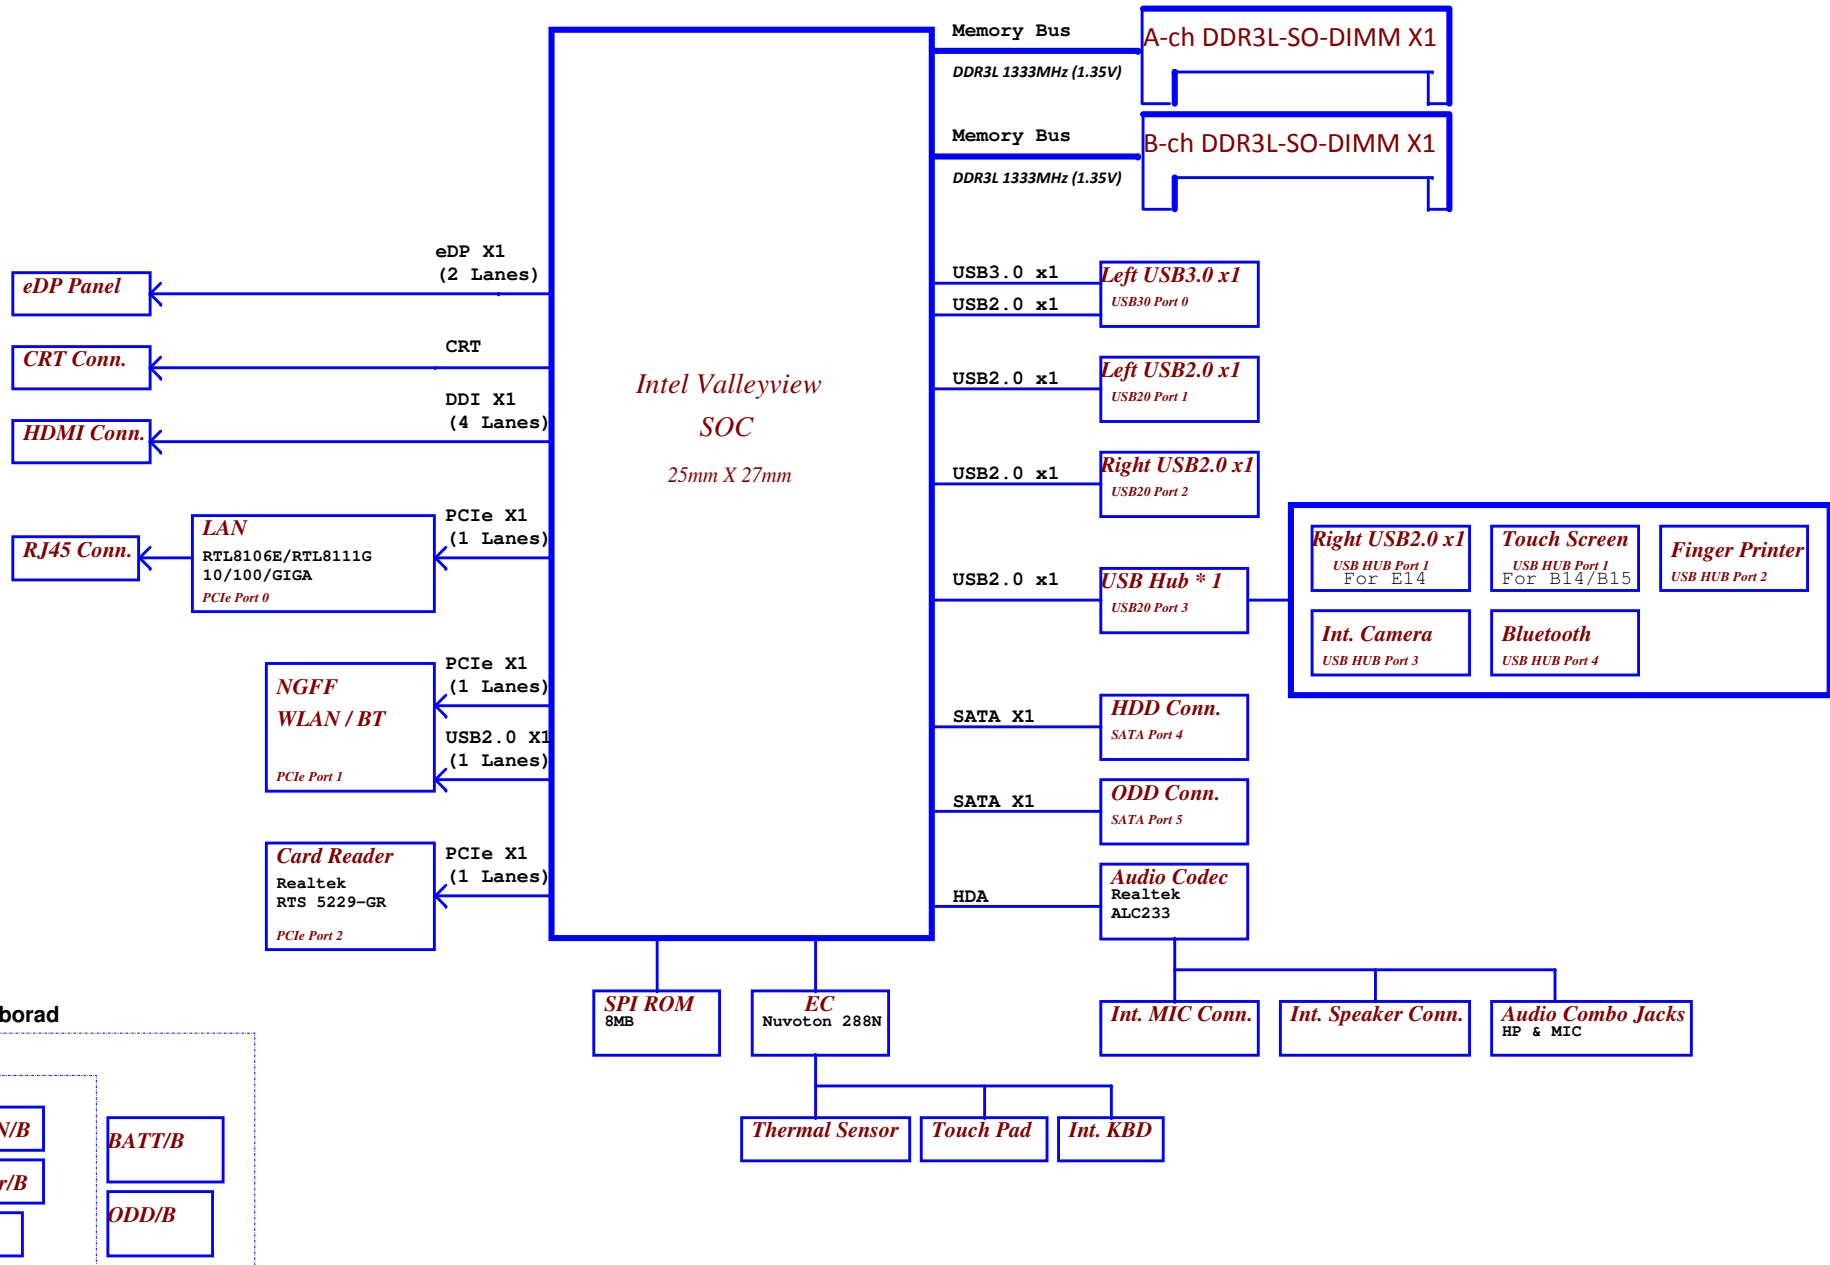 Memory Bus
A-ch DDR3L-SO-DIMM X1
DDR3L 1333MHz (1.35V)
Memory Bus
B-ch DDR3L-SO-DIMM X1
DDR3L 1333MHz (1.35V)
eDP X1
(2 Lanes)
eDP Panel
CRT
CRT Conn.
DDI X1
(4 Lanes)
HDMI Conn.
Intel Valleyview
SOC
25mm X 27mm
USB3.0 x1
USB2.0 x1
Left USB3.0 x1
USB30 Port 0
USB2.0 x1
Left USB2.0 x1
USB20 Port 1
USB2.0 x1
Right USB2.0 x1
USB20 Port 2
PCIe X1
(1 Lanes)
RJ45 Conn.
LAN
RTL8106E/RTL8111G
10/100/GIGA
PCIe Port 0
USB2.0 x1
USB Hub * 1
USB20 Port 3
Right USB2.0 x1
USB HUB Port 1
For E14
Touch Screen
USB HUB Port 1
For B14/B15
Finger Printer
USB HUB Port 2
Int. Camera
USB HUB Port 3
Bluetooth
USB HUB Port 4
PCIe X1
(1 Lanes)
NGFF
WLAN / BT
USB2.0 X1
(1 Lanes)
PCIe Port 1
SATA X1
HDD Conn.
SATA Port 4
SATA X1
ODD Conn.
SATA Port 5
PCIe X1
(1 Lanes)
Card Reader
Realtek
RTS 5229-GR
PCIe Port 2
HDA
Audio Codec
Realtek
ALC233
SPI ROM
8MB
EC
Nuvoton 288N
Int. MIC Conn.
Int. Speaker Conn.
Audio Combo Jacks
HP & MIC
Thermal Sensor
Touch Pad
Int. KBD
borad
N/B
BATT/B
r/B
ODD/B